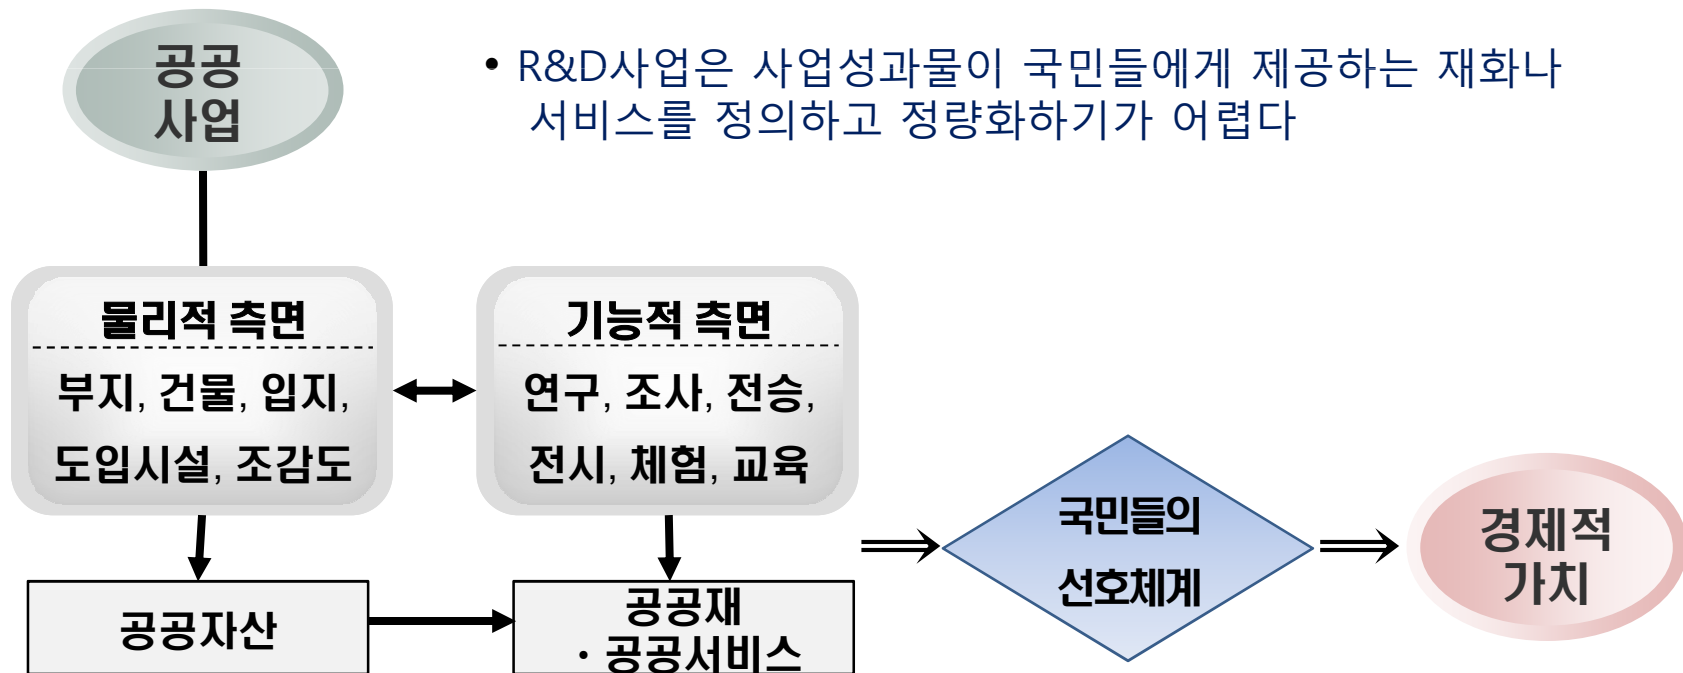 공공
사업
• R&D사업은 사업성과물이 국민들에게 제공하는 재화나
서비스를 정의하고 정량화하기가 어렵다
물리적 측면
부지, 건물, 입지,
도입시설, 조감도
기능적 측면
연구, 조사, 전승,
전시, 체험, 교육
공공자산
공공재
· 공공서비스
국민들의
선호체계
경제적
가치